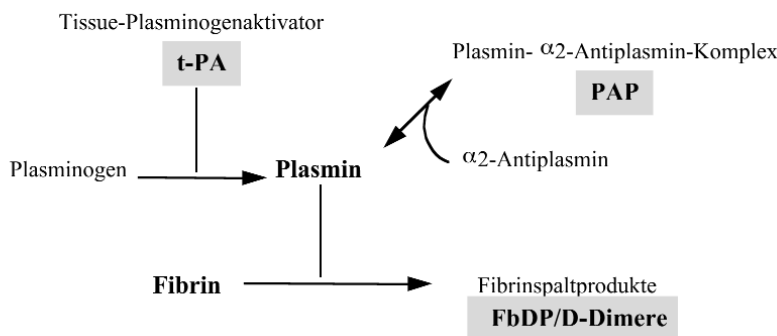 Tissue-Plasminogenaktivator
t-PA
Plasmin- α2-Antiplasmin-Komplex
PAP
Plasminogen
Plasmin
α2-Antiplasmin
Fibrin
Fibrinspaltprodukte
FbDP/D-Dimere